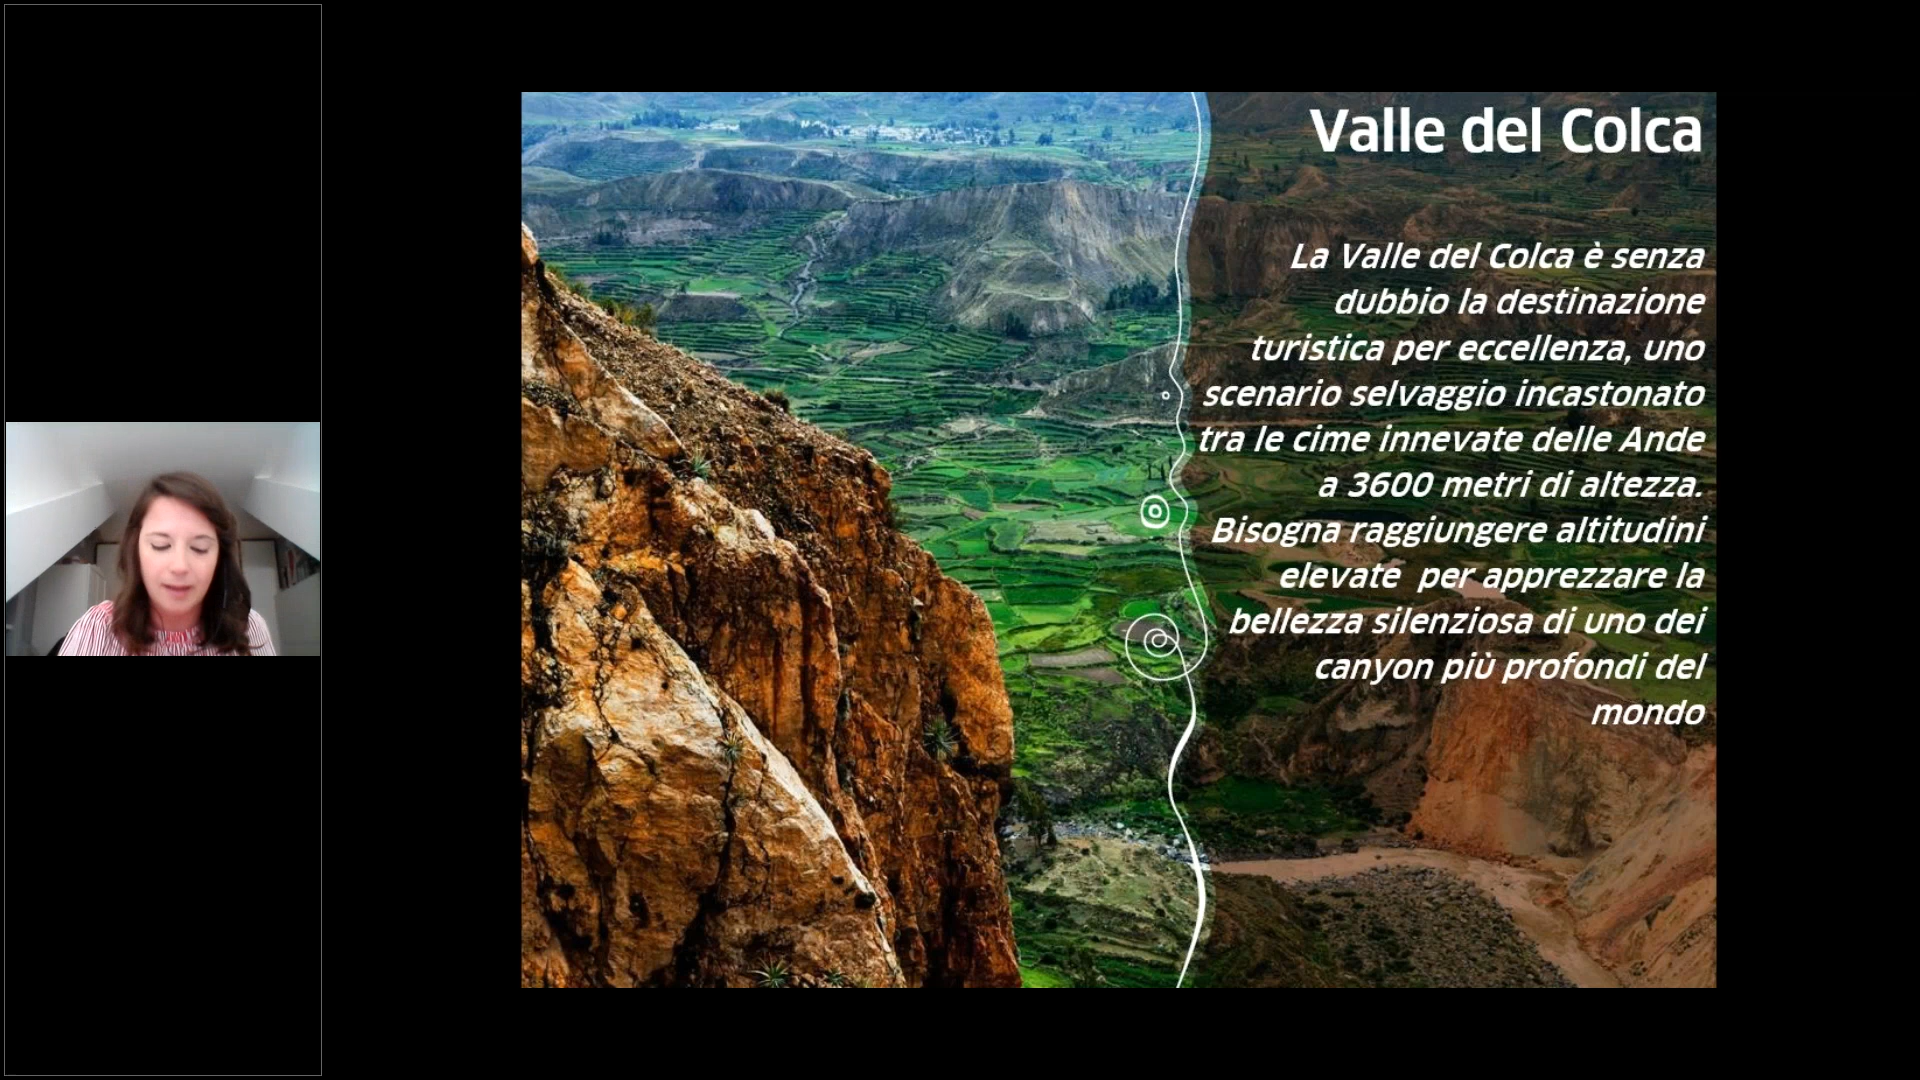 Valle del Colca
La Valle del Colca è senza
dubbio la destinazione
turistica per eccellenza, uno
scenario selvaggio incastonato
tra le cime innevate delle Ande
a 3600 metri di altezza.
Bisogna raggiungere altitudini
elevate  per apprezzare la
bellezza silenziosa di uno dei
canyon più profondi del
mondo